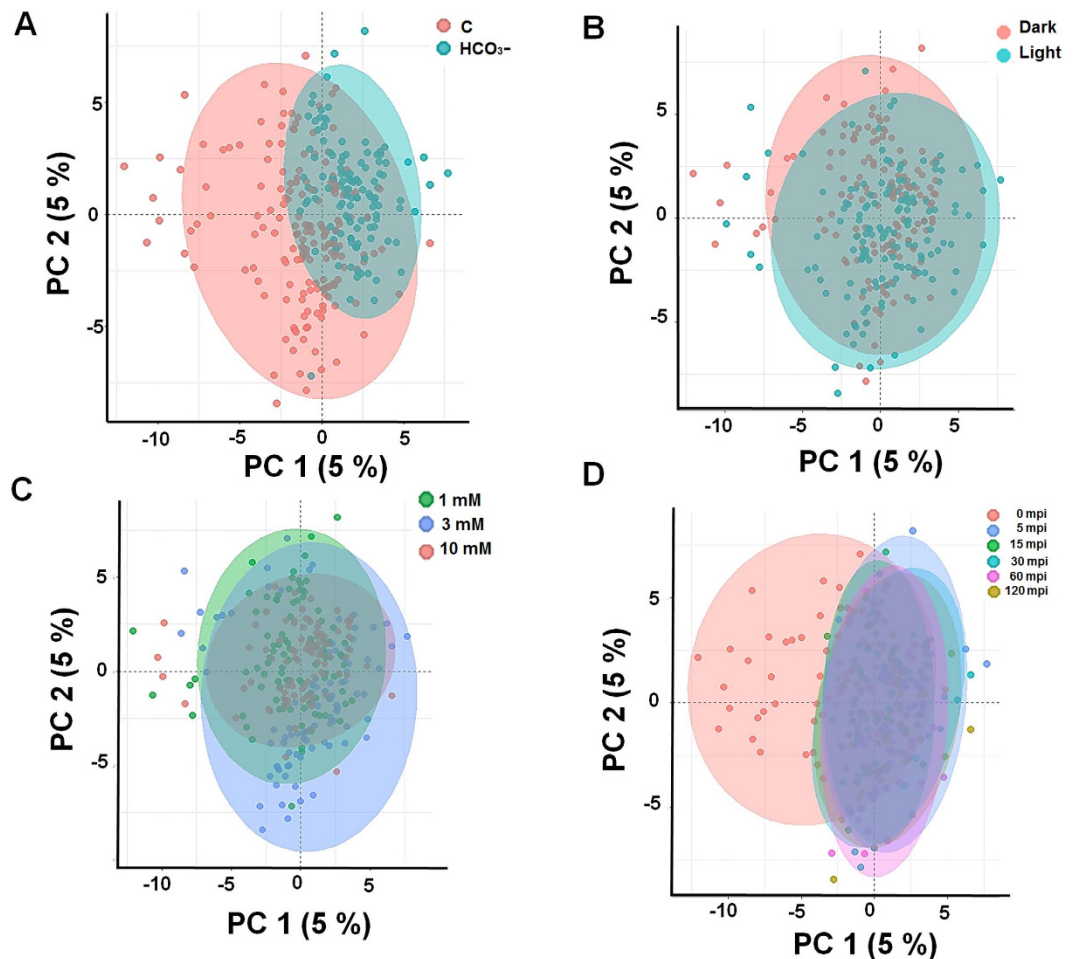 A
C
HCO₃−
5
0
-5
PC 2 (5 %)
-10
-5
0
5
PC 1 (5 %)
B
Dark
Light
5
0
-5
PC 2 (5 %)
-10
-5
0
5
PC 1 (5 %)
C
1 mM
3 mM
10 mM
5
0
-5
PC 2 (5 %)
-10
-5
0
5
PC 1 (5 %)
D
0 mpi
5 mpi
15 mpi
30 mpi
60 mpi
120 mpi
5
0
-5
PC 2 (5 %)
-10
-5
0
5
PC 1 (5 %)